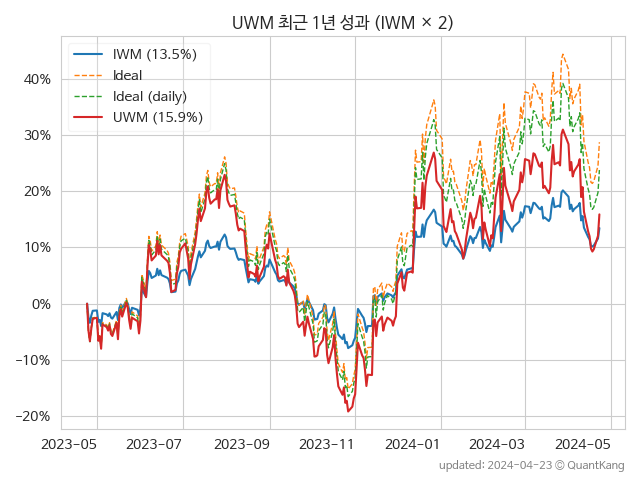 UWM 최근 1년 성과 (IWM × 2)
IWM (13.5%)
Ideal
Ideal (daily)
UWM (15.9%)
40%
30%
20%
10%
0%
−10%
−20%
2023-05 2023-07 2023-09 2023-11 2024-01 2024-03 2024-05
updated: 2024-04-23 © QuantKang